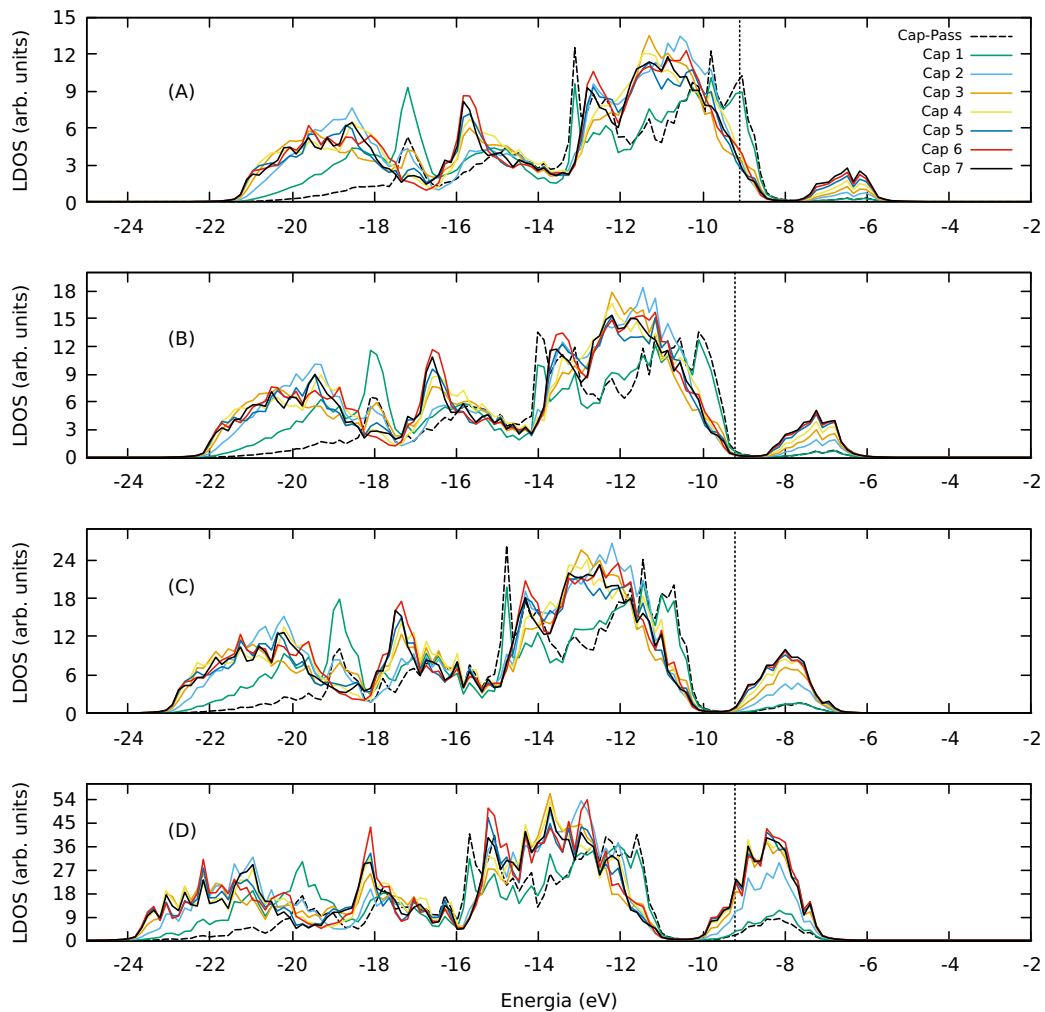 LDOS (arb. units)
15
12
9
6
3
0
(A)
Cap-Pass
Cap 1
Cap 2
Cap 3
Cap 4
Cap 5
Cap 6
Cap 7
-24 -22 -20 -18 -16 -14 -12 -10 -8 -6 -4 -2
LDOS (arb. units)
18
15
12
9
6
3
0
(B)
-24 -22 -20 -18 -16 -14 -12 -10 -8 -6 -4 -2
LDOS (arb. units)
24
18
12
6
0
(C)
-24 -22 -20 -18 -16 -14 -12 -10 -8 -6 -4 -2
LDOS (arb. units)
54
45
36
27
18
9
0
(D)
-24 -22 -20 -18 -16 -14 -12 -10 -8 -6 -4 -2
Energia (eV)